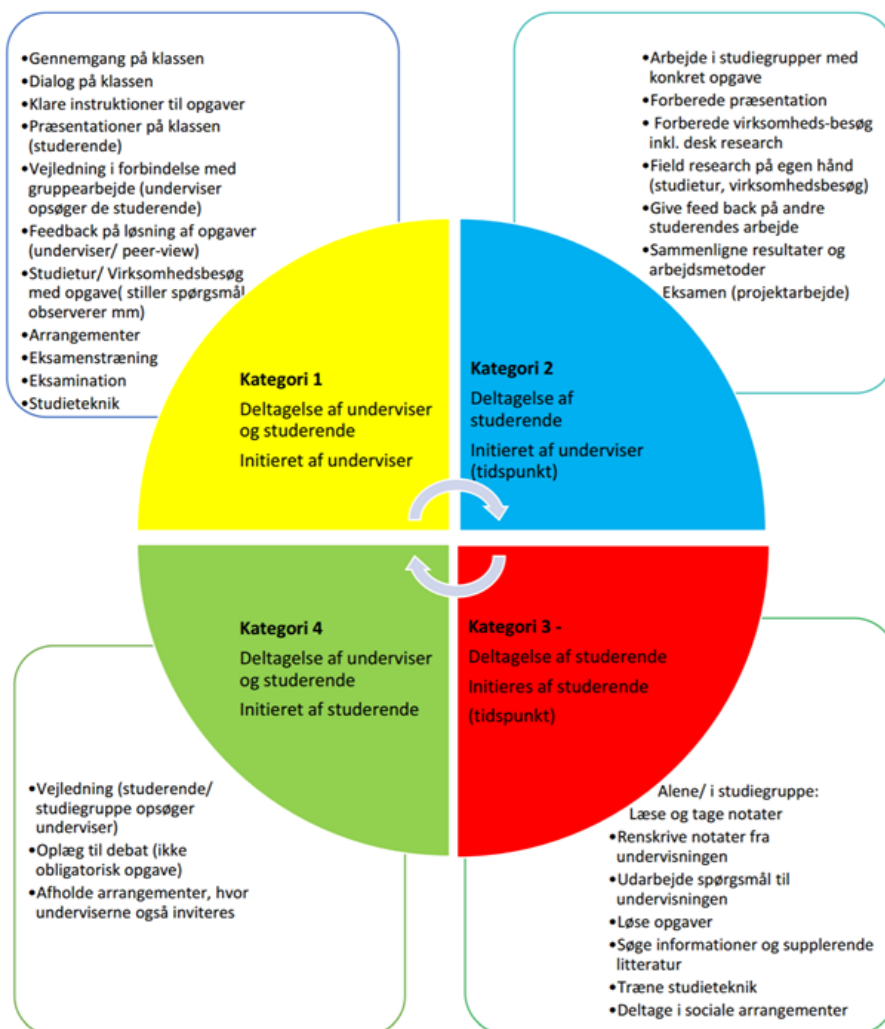 •Gennemgang på klassen
•Dialog på klassen
•Klare instruktioner til opgaver
•Præsentationer på klassen
(studerende)
•Vejledning i forbindelse med
gruppearbejde (underviser
opsøger de studerende)
•Feedback på løsning af opgaver
(underviser/ peer-view)
•Studietur/ Virksomhedsbesøg
med opgave( stiller spørgsmål
observerer mm)
•Arrangementer
•Eksamenstræning
•Eksamination
•Studieteknik
•Arbejde i studiegrupper med
konkret opgave
•Forberede præsentation
• Forberede virksomheds-besøg
inkl. desk research
•Field research på egen hånd
(studietur, virksomhedsbesøg)
•Give feed back på andre
studerendes arbejde
•Sammenligne resultater og
arbejdsmetoder
Eksamen (projektarbejde)
Kategori 1
Deltagelse af underviser
og studerende
Initieret af underviser
Kategori 2
Deltagelse af
studerende
Initieret af underviser
(tidspunkt)
Kategori 4
Deltagelse af underviser
og studerende
Initieret af studerende
Kategori 3 -
Deltagelse af studerende
Initieres af studerende
(tidspunkt)
•Vejledning (studerende/
studiegruppe opsøger
underviser)
•Oplæg til debat (ikke
obligatorisk opgave)
•Afholde arrangementer, hvor
underviserne også inviteres
Alene/ i studiegruppe:
Læse og tage notater
•Renskrive notater fra
undervisningen
•Udarbejde spørgsmål til
undervisningen
•Løse opgaver
•Søge informationer og supplerende
litteratur
•Træne studieteknik
•Deltage i sociale arrangementer